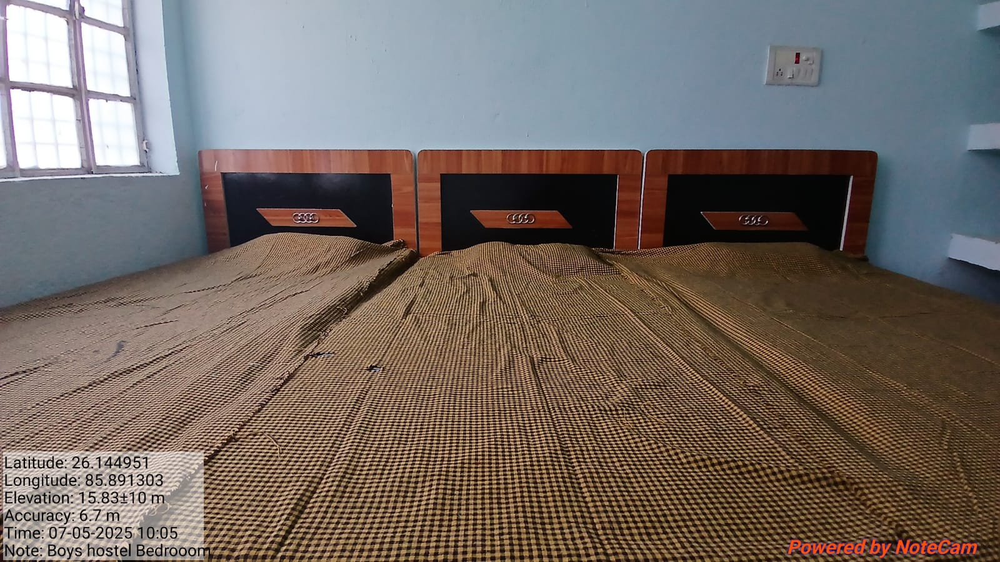 Latitude: 26.144951
Longitude: 85.891303
Elevation: 15.83±10 m
Accuracy: 6.7 m
Time: 07-05-2025 10:05
Note: Boys hostel Bedrooom
Powered by NoteCam